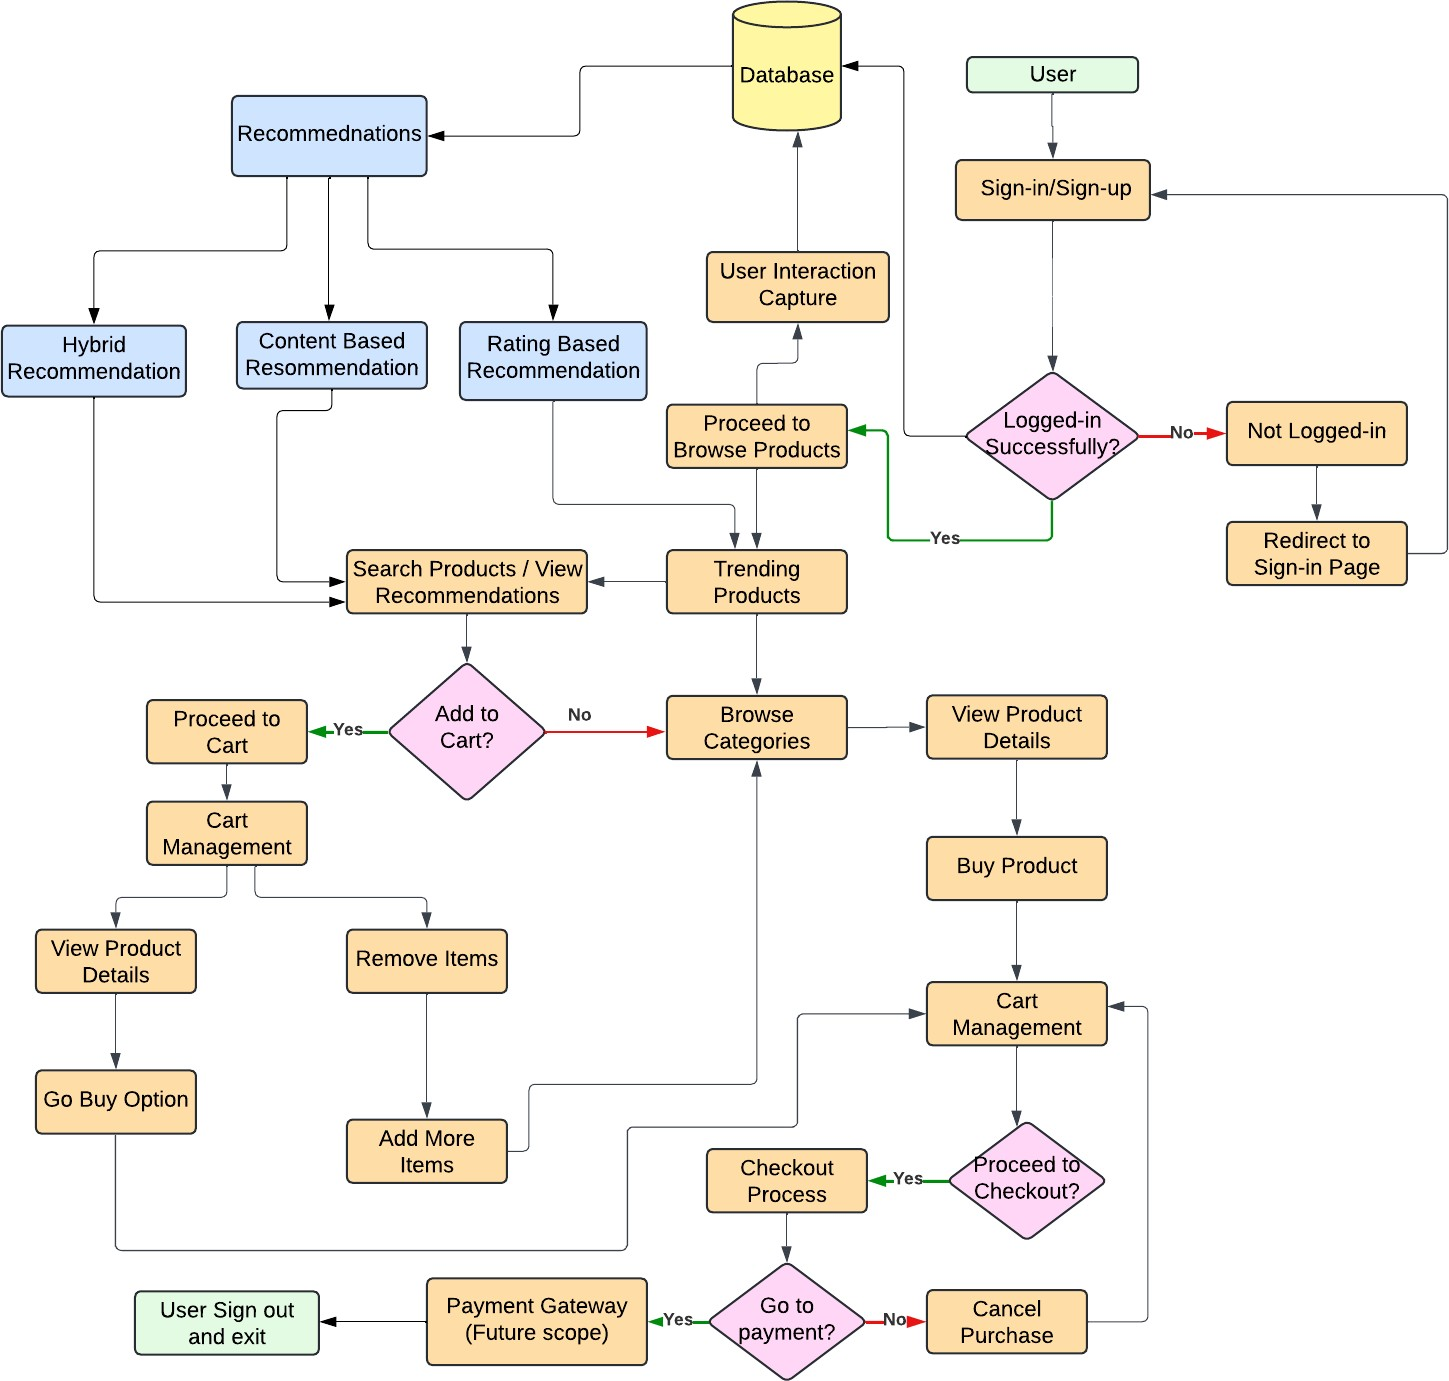 Database
User
Recommednations
Sign-in/Sign-up
User Interaction
Capture
Hybrid
Recommendation
Content Based
Resommendation
Rating Based
Recommendation
Proceed to
Browse Products
Logged-in
Successfully?
No
Not Logged-in
Yes
Redirect to
Sign-in Page
Search Products / View
Recommendations
Trending
Products
Proceed to
Cart
Yes
Add to
Cart?
No
Browse
Categories
View Product
Details
Cart
Management
Buy Product
View Product
Details
Remove Items
Cart
Management
Go Buy Option
Add More
Items
Checkout
Process
Yes
Proceed to
Checkout?
User Sign out
and exit
Payment Gateway
(Future scope)
Yes
Go to
payment?
No
Cancel
Purchase